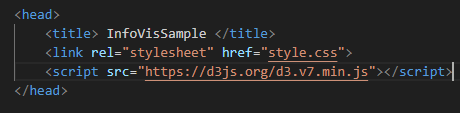 <head>
<title> InfoVisSample </title>
<link rel="stylesheet" href="style.css">
<script src="https://d3js.org/d3.v7.min.js"></script>
</head>